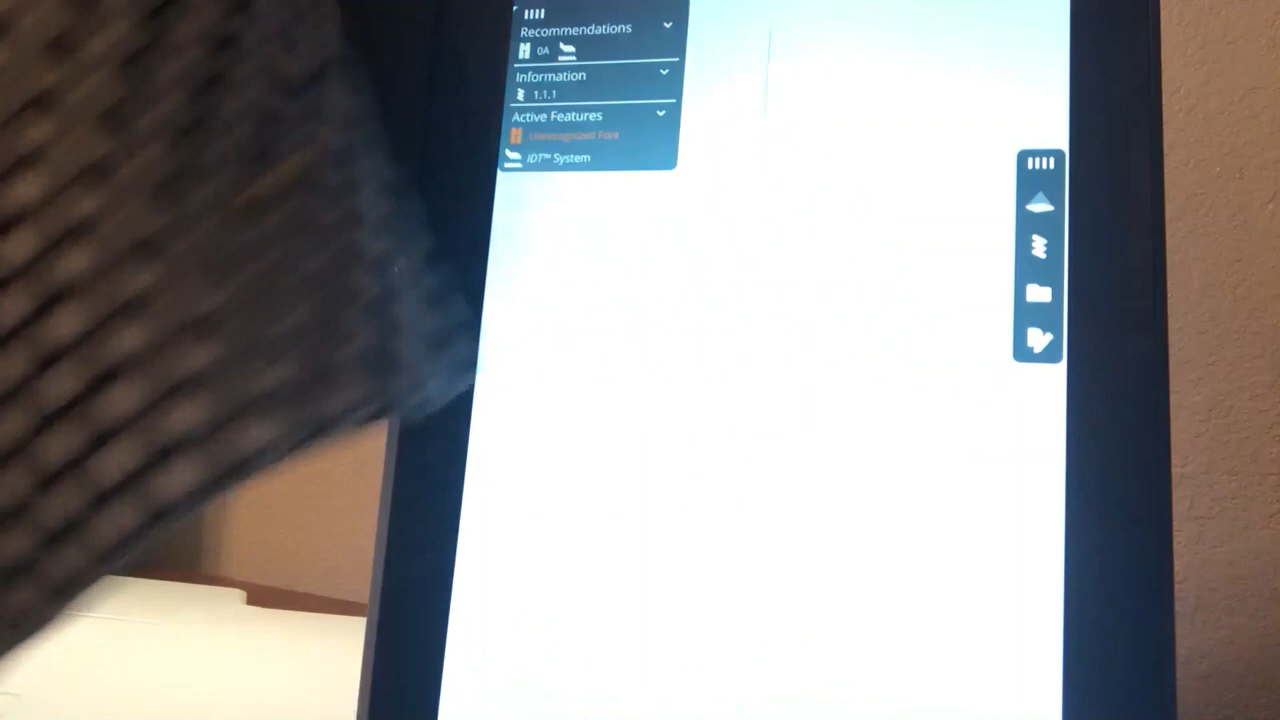 Recommendations
0A
Information
1.1.1
Active Features
Unrecognized Foot
IDT™ System